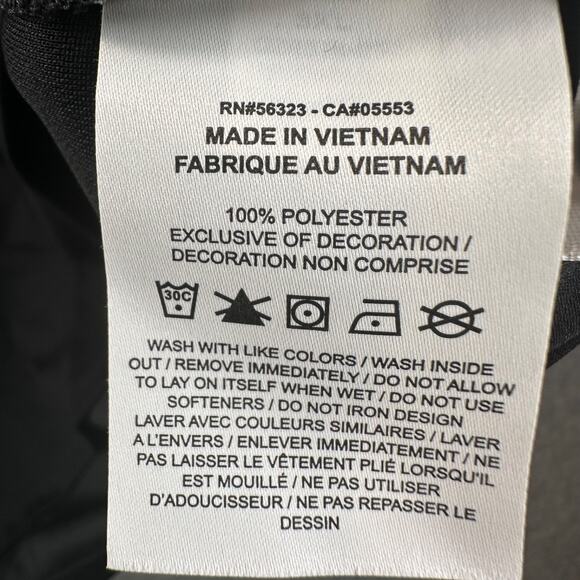 RN#56323 - CA#05553
MADE IN VIETNAM
FABRIQUE AU VIETNAM
100% POLYESTER
EXCLUSIVE OF DECORATION /
DECORATION NON COMPRISE
30C
WASH WITH LIKE COLORS / WASH INSIDE
OUT / REMOVE IMMEDIATELY / DO NOT ALLOW
TO LAY ON ITSELF WHEN WET / DO NOT USE
SOFTENERS / DO NOT IRON DESIGN
LAVER AVEC COULEURS SIMILAIRES / LAVER
A L'ENVERS / ENLEVER IMMEDIATEMENT / NE
PAS LAISSER LE VÊTEMENT PLIÉ LORSQU'IL
EST MOUILLÉ / NE PAS UTILISER
D'ADOUCISSEUR / NE PAS REPASSER LE
DESSIN